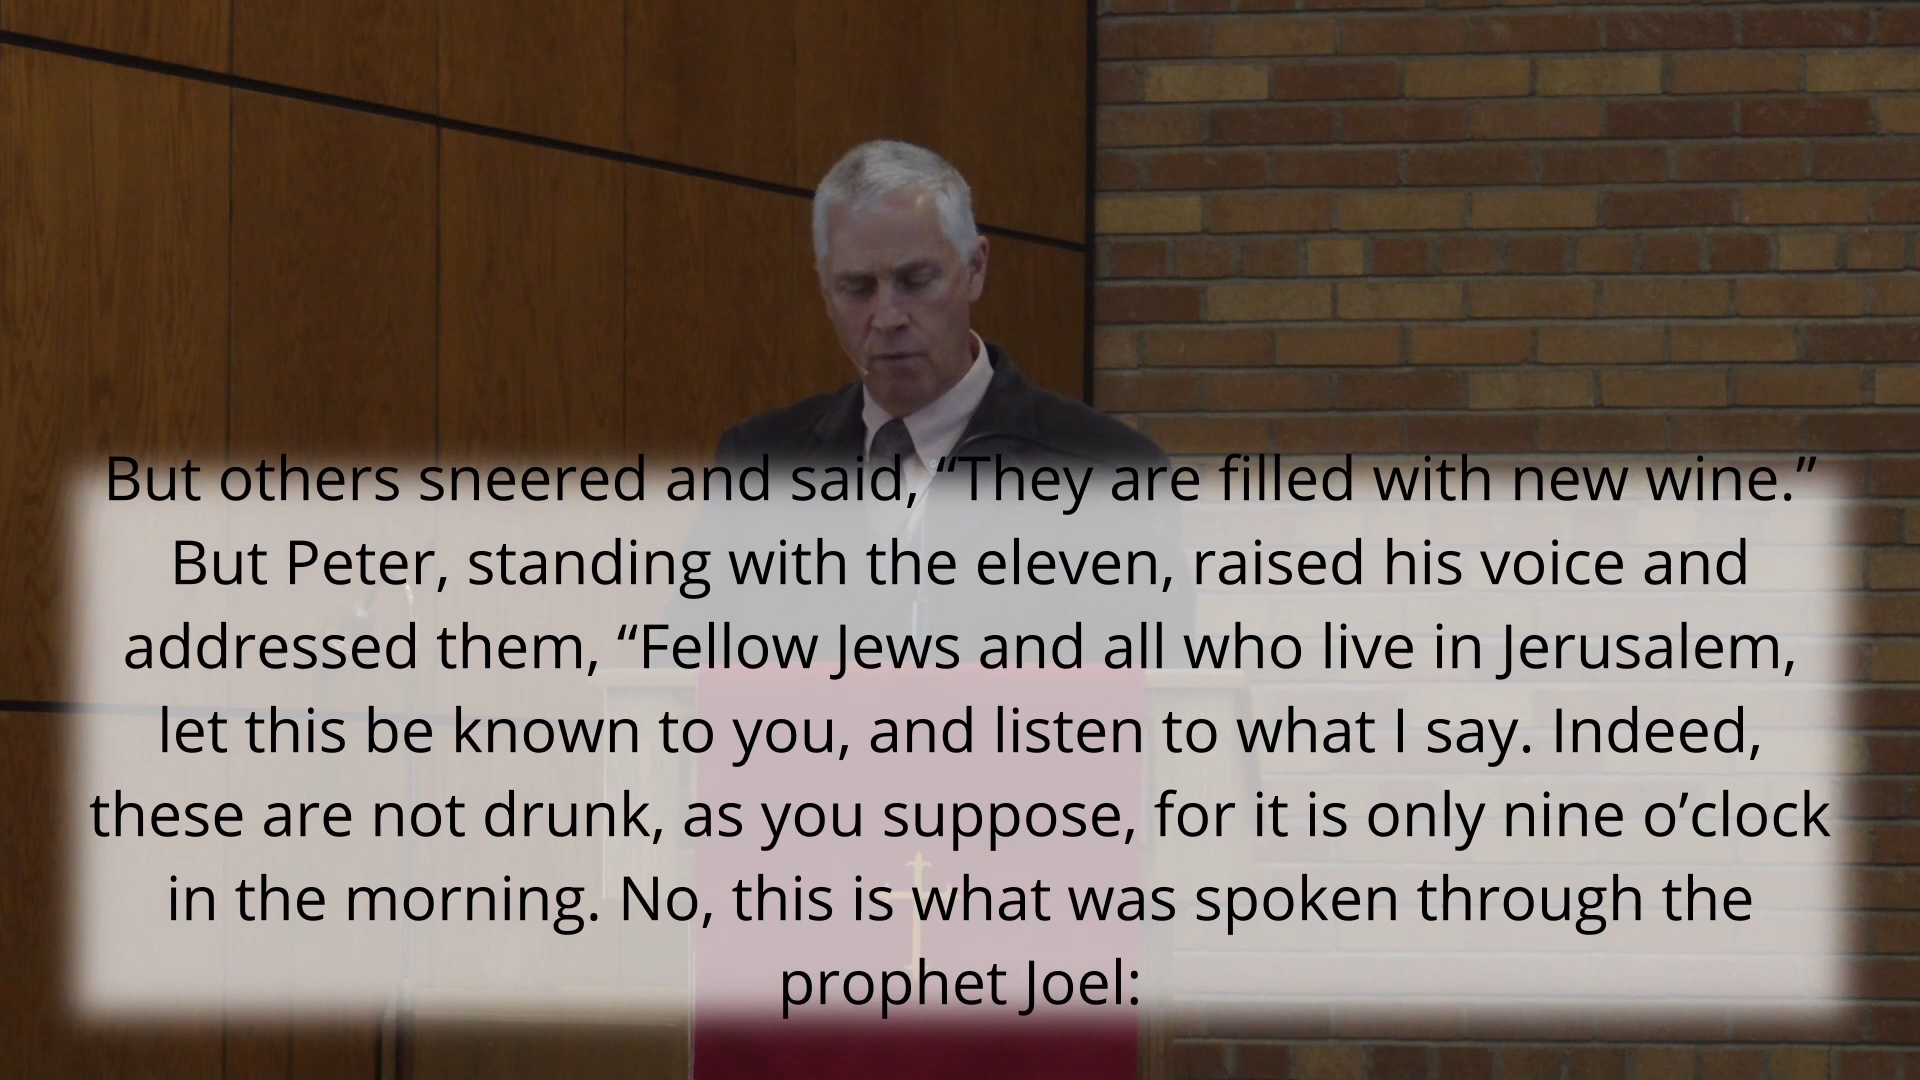 But others sneered and said, “They are filled with new wine.”
But Peter, standing with the eleven, raised his voice and
addressed them, “Fellow Jews and all who live in Jerusalem,
let this be known to you, and listen to what I say. Indeed,
these are not drunk, as you suppose, for it is only nine o’clock
in the morning. No, this is what was spoken through the
prophet Joel: